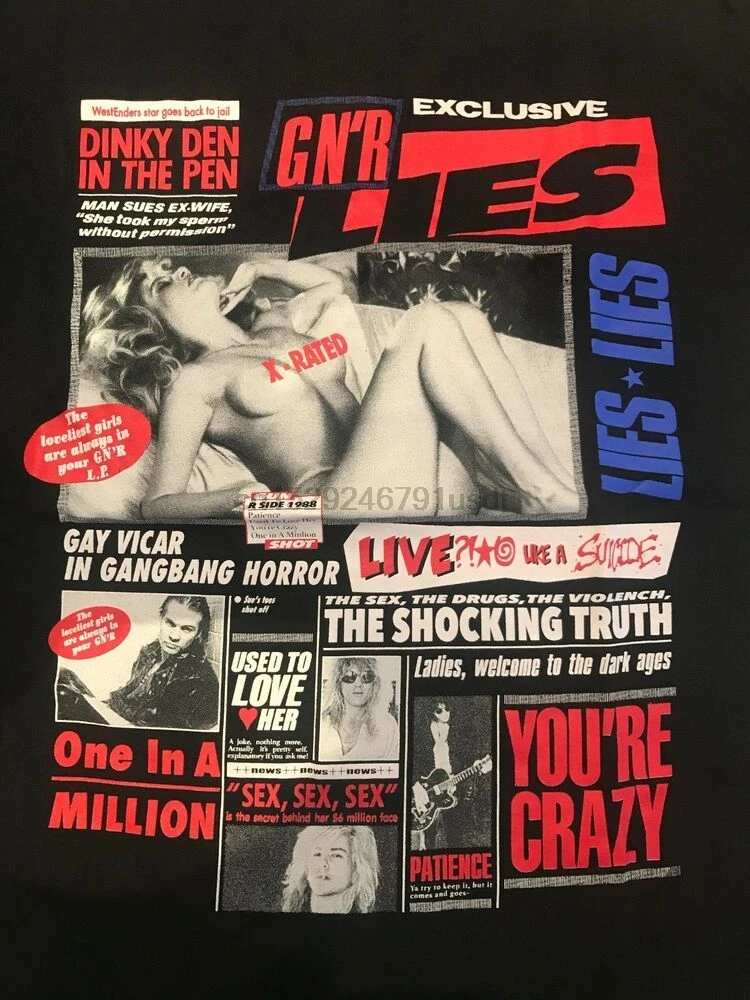 WestEnders star goes back to jail
DINKY DEN
IN THE PEN
MAN SUES EX-WIFE,
"She took my sperm
without permission"
GN'R
EXCLUSIVE
LIES
LIES ★ LIES
X-RATED
The
loveliest girls
are always in
your GN'R
L.P.
GUN
R SIDE 1988
Patience
Used To Love Her
You're Crazy
One in A Minlion
SHOT
9246791
GAY VICAR
IN GANGBANG HORROR
LIVE?!★@ LIKE A SUICIDE
The
loveliest girls
are always in
your GN'R
● Sue's toes
shot off
THE SEX, THE DRUGS, THE VIOLENCH,
THE SHOCKING TRUTH
Ladies, welcome to the dark ages
USED TO
LOVE
♥HER
A joke, nothing more.
Actually it's pretty self.
explanatory if you ask me!
++news++news++news++
One In A
MILLION
"SEX, SEX, SEX"
is the secret behind her $6 million face
PATIENCE
Ya try to keep it, but it
comes and goes-
YOU'RE
CRAZY